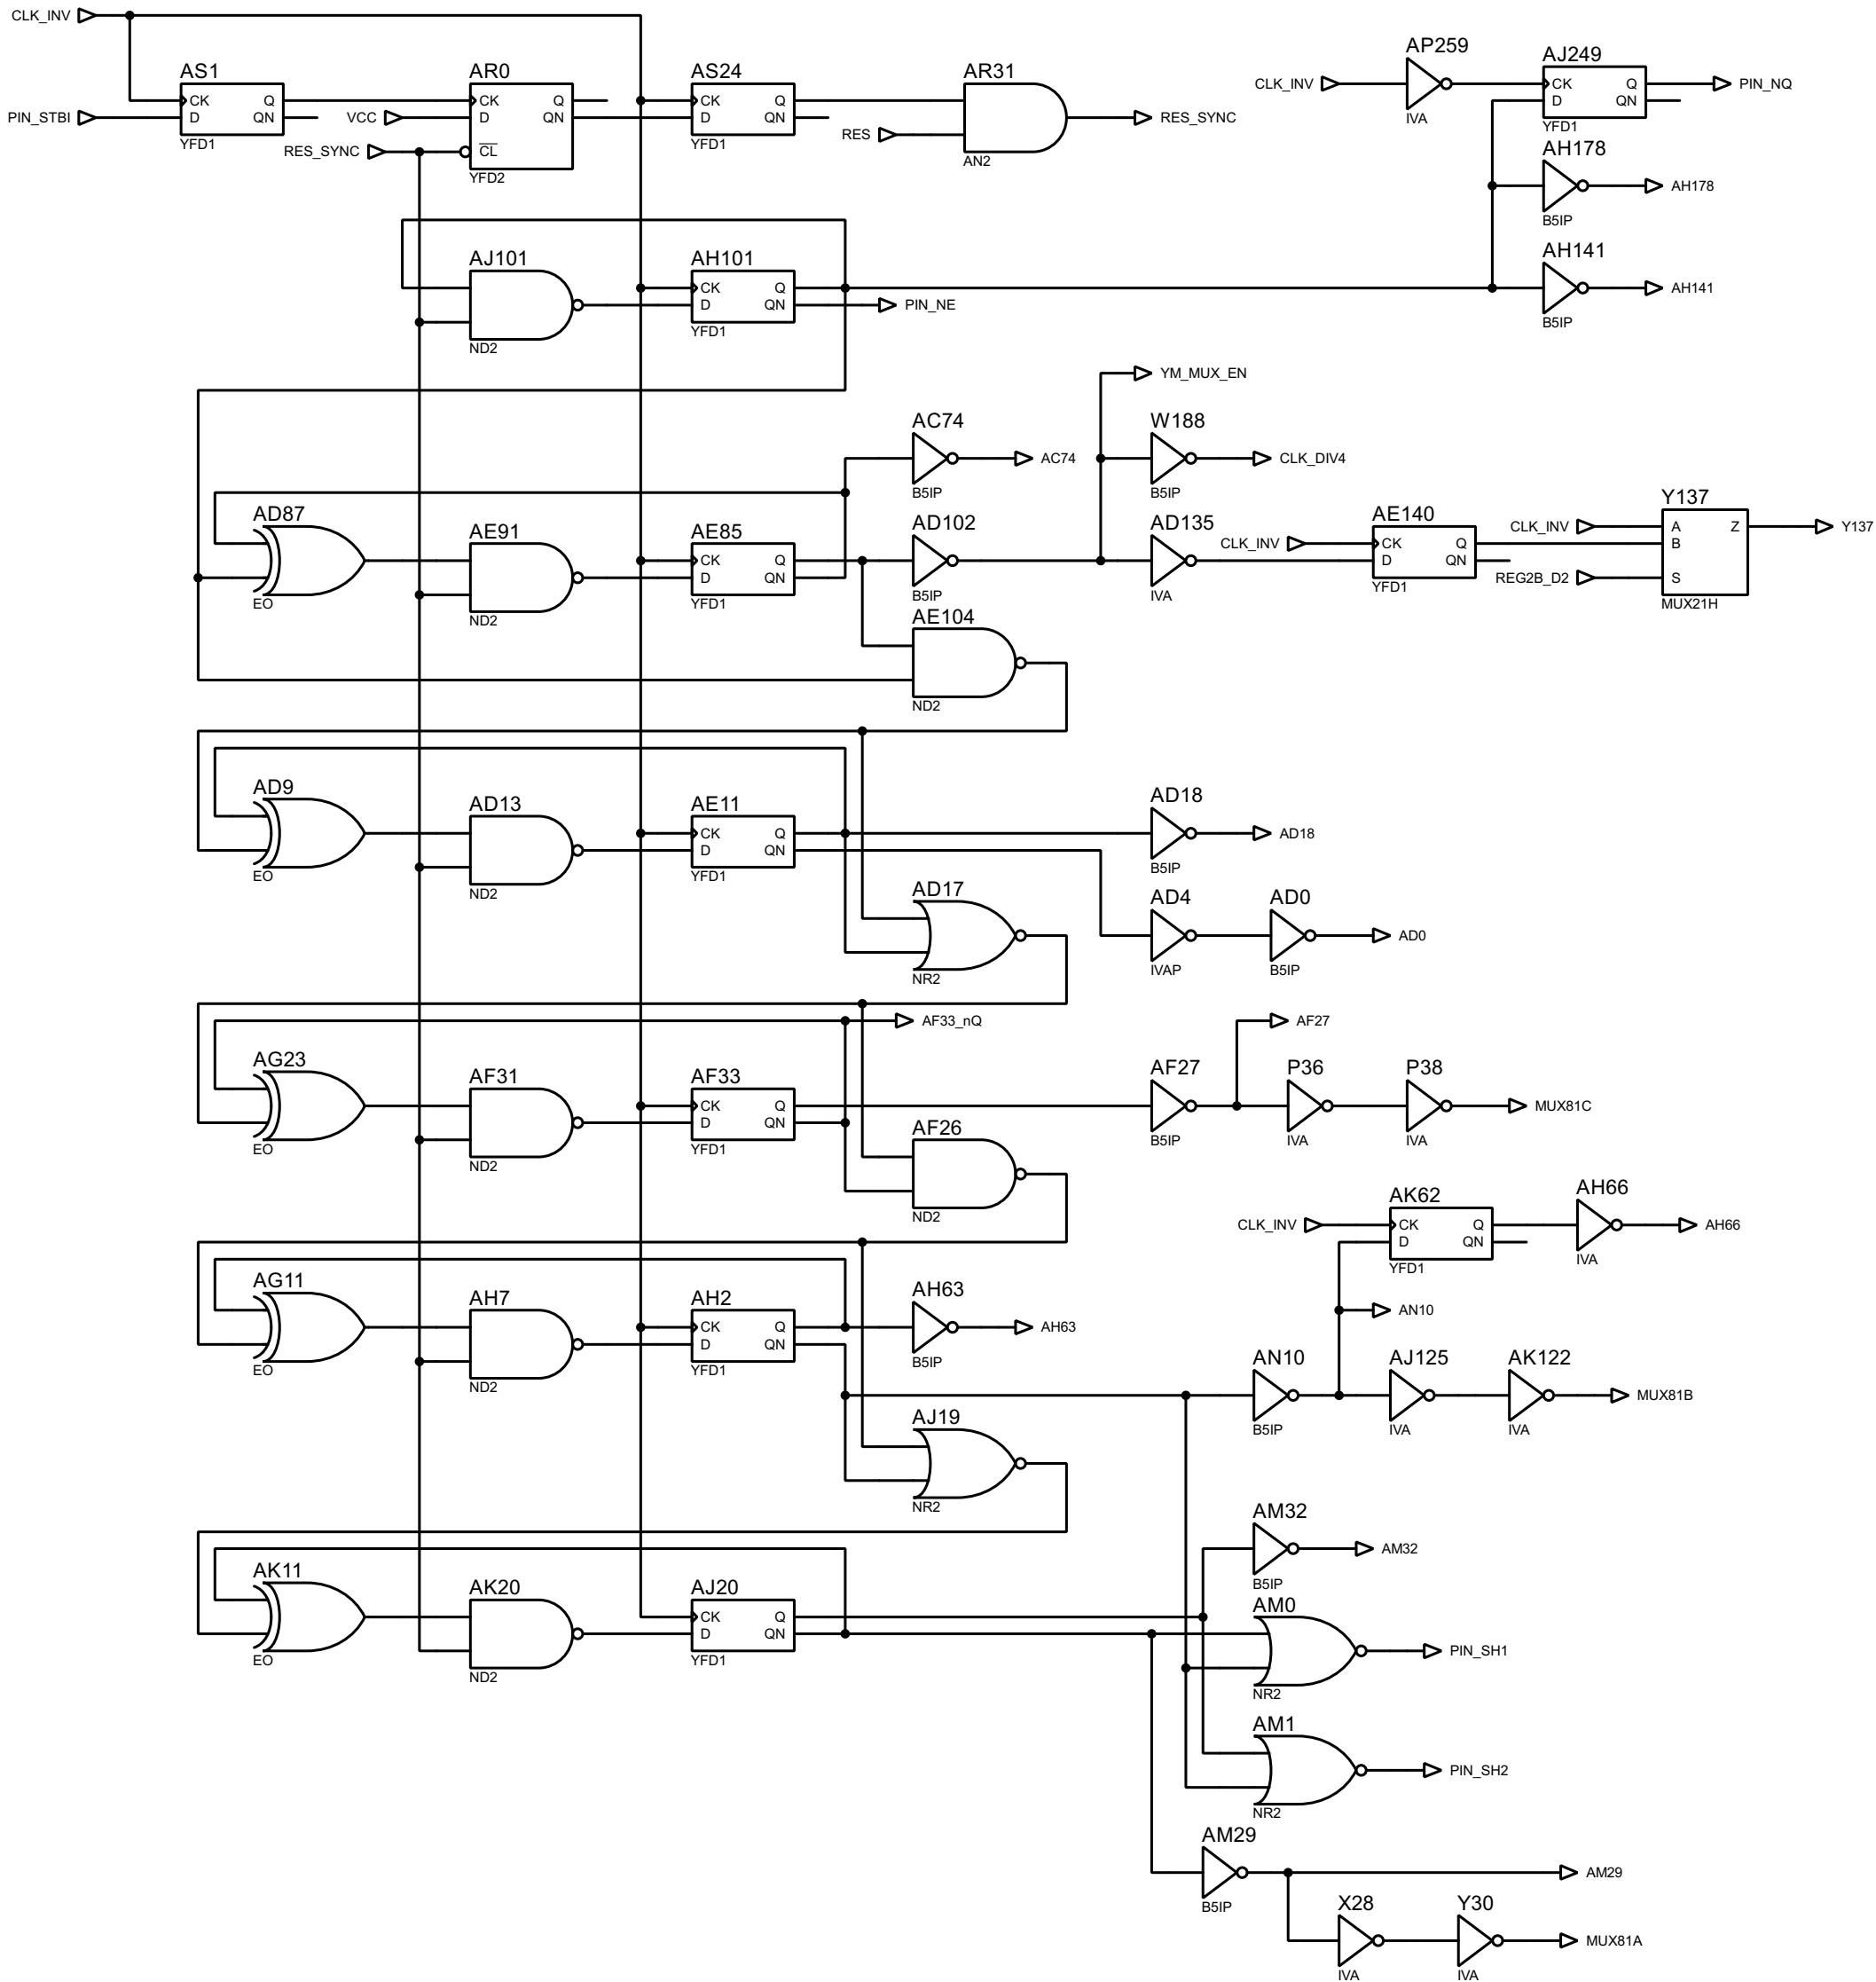 CLK_INV
AS1
CK Q
D QN
YFD1
PIN_STBI
AR0
CK Q
D QN
CL
YFD2
VCC
RES_SYNC
AS24
CK Q
D QN
YFD1
AR31
RES
AN2
RES_SYNC
AP259
CLK_INV
IVA
AJ249
CK Q
D QN
YFD1
PIN_NQ
AH178
AH178
B5IP
AH141
AH141
B5IP
AJ101
ND2
AH101
CK Q
D QN
YFD1
PIN_NE
YM_MUX_EN
AC74
AC74
B5IP
W188
CLK_DIV4
B5IP
AD87
EO
AE91
ND2
AE85
CK Q
D QN
YFD1
AD102
B5IP
AD135
IVA
CLK_INV
AE140
CK Q
D QN
YFD1
Y137
CLK_INV
A Z
B
REG2B_D2
S
MUX21H
Y137
AE104
ND2
AD9
EO
AD13
ND2
AE11
CK Q
D QN
YFD1
AD18
AD18
B5IP
AD17
NR2
AD4
IVAP
AD0
AD0
B5IP
AF33_nQ
AF27
AG23
EO
AF31
ND2
AF33
CK Q
D QN
YFD1
AF27
B5IP
P36
IVA
P38
IVA
MUX81C
AF26
ND2
AK62
CLK_INV
CK Q
D QN
YFD1
AH66
AH66
IVA
AG11
EO
AH7
ND2
AH2
CK Q
D QN
YFD1
AH63
AH63
B5IP
AN10
AN10
B5IP
AJ125
IVA
AK122
IVA
MUX81B
AJ19
NR2
AM32
AM32
B5IP
AK11
EO
AK20
ND2
AJ20
CK Q
D QN
YFD1
AM0
PIN_SH1
NR2
AM1
PIN_SH2
NR2
AM29
AM29
B5IP
X28
IVA
Y30
IVA
MUX81A